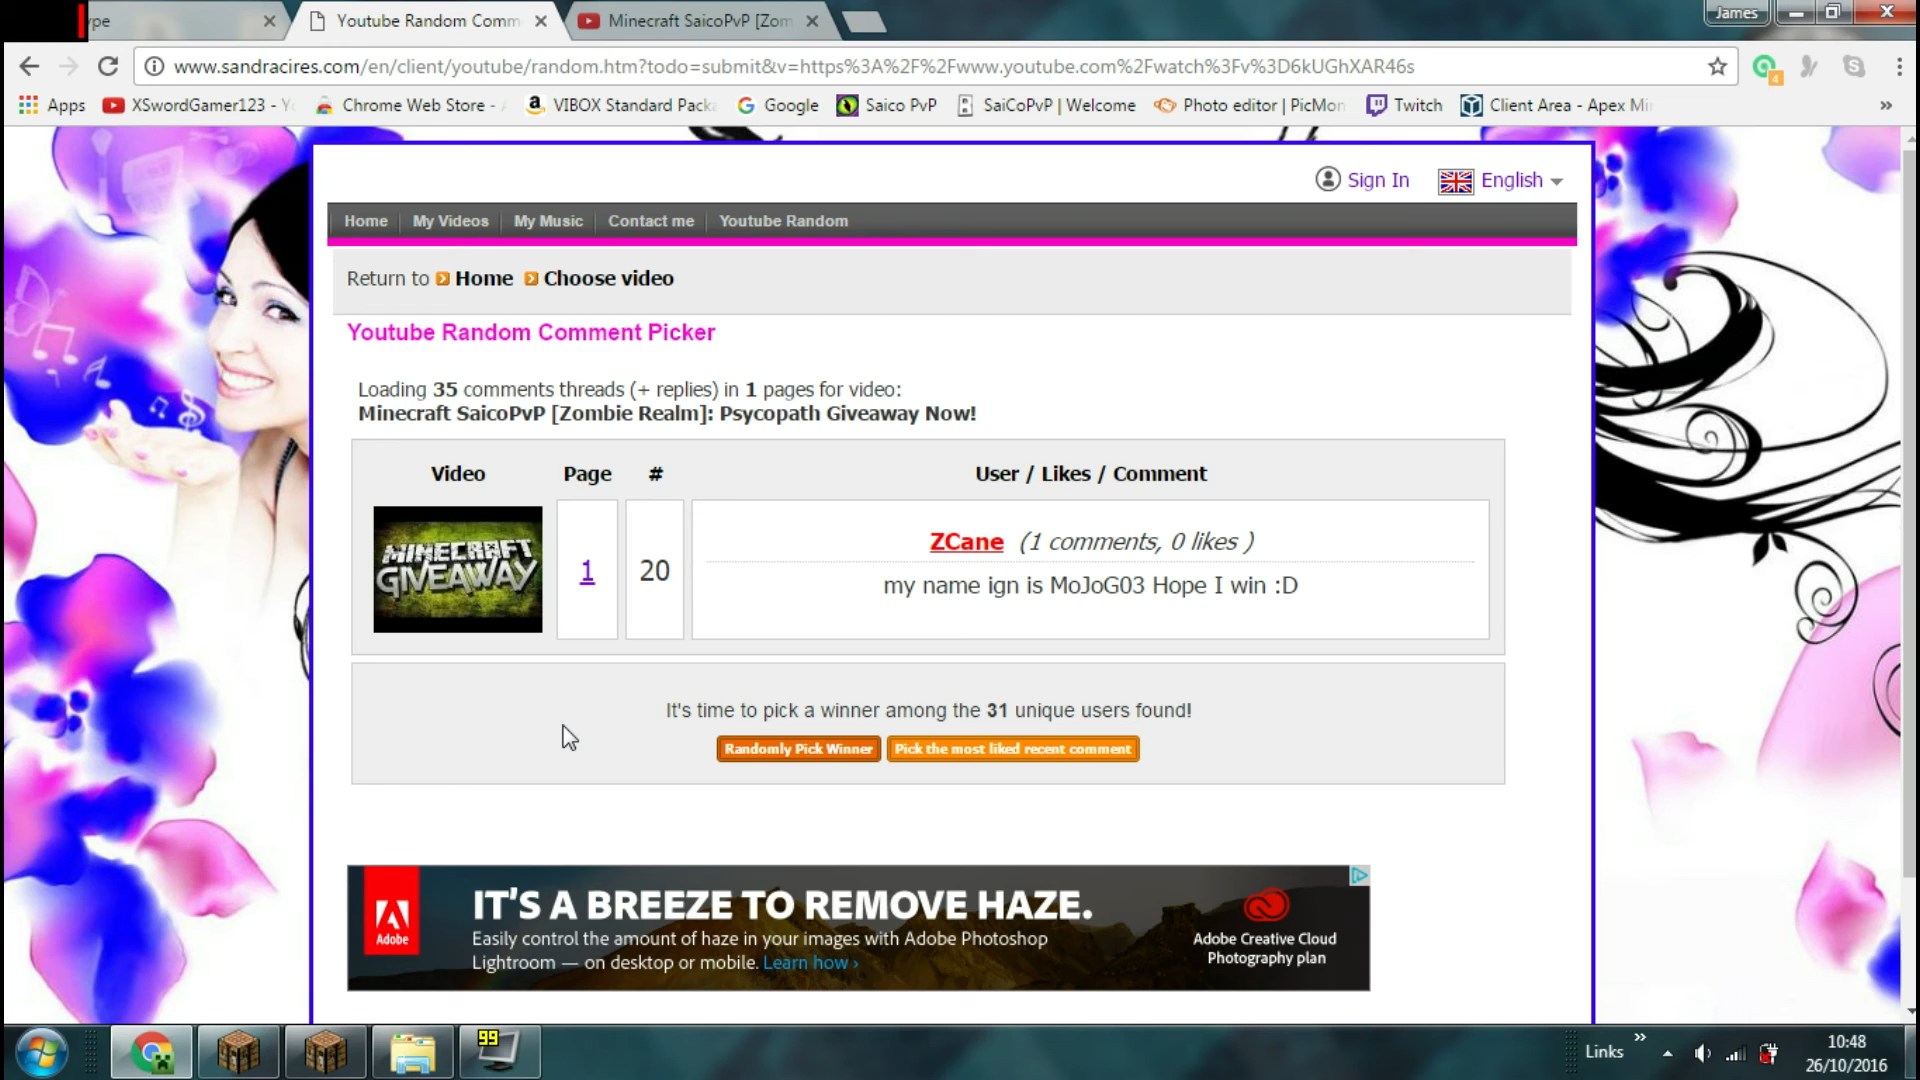 ype
Youtube Random Comm
Minecraft SaicoPvP [Zom
James
www.sandracires.com/en/client/youtube/random.htm?todo=submit&v=https%3A%2F%2Fwww.youtube.com%2Fwatch%3Fv%3D6kUGhXAR46s
4
Apps
XSwordGamer123 - Y
Chrome Web Store -
VIBOX Standard Pack
Google
Saico PvP
SaiCoPvP | Welcome
Photo editor | PicMon
Twitch
Client Area - Apex Mi
Sign In
English
Home
My Videos
My Music
Contact me
Youtube Random
Return to Home Choose video
Youtube Random Comment Picker
Loading 35 comments threads (+ replies) in 1 pages for video:
Minecraft SaicoPvP [Zombie Realm]: Psycopath Giveaway Now!
Video Page # User / Likes / Comment
MINECRAFT
GIVEAWAY
1
20
ZCane (1 comments, 0 likes )
my name ign is MoJoG03 Hope I win :D
It's time to pick a winner among the 31 unique users found!
Randomly Pick Winner
Pick the most liked recent comment
Adobe
IT'S A BREEZE TO REMOVE HAZE.
Easily control the amount of haze in your images with Adobe Photoshop
Lightroom — on desktop or mobile. Learn how ›
Adobe Creative Cloud
Photography plan
99
Links
10:48
26/10/2016